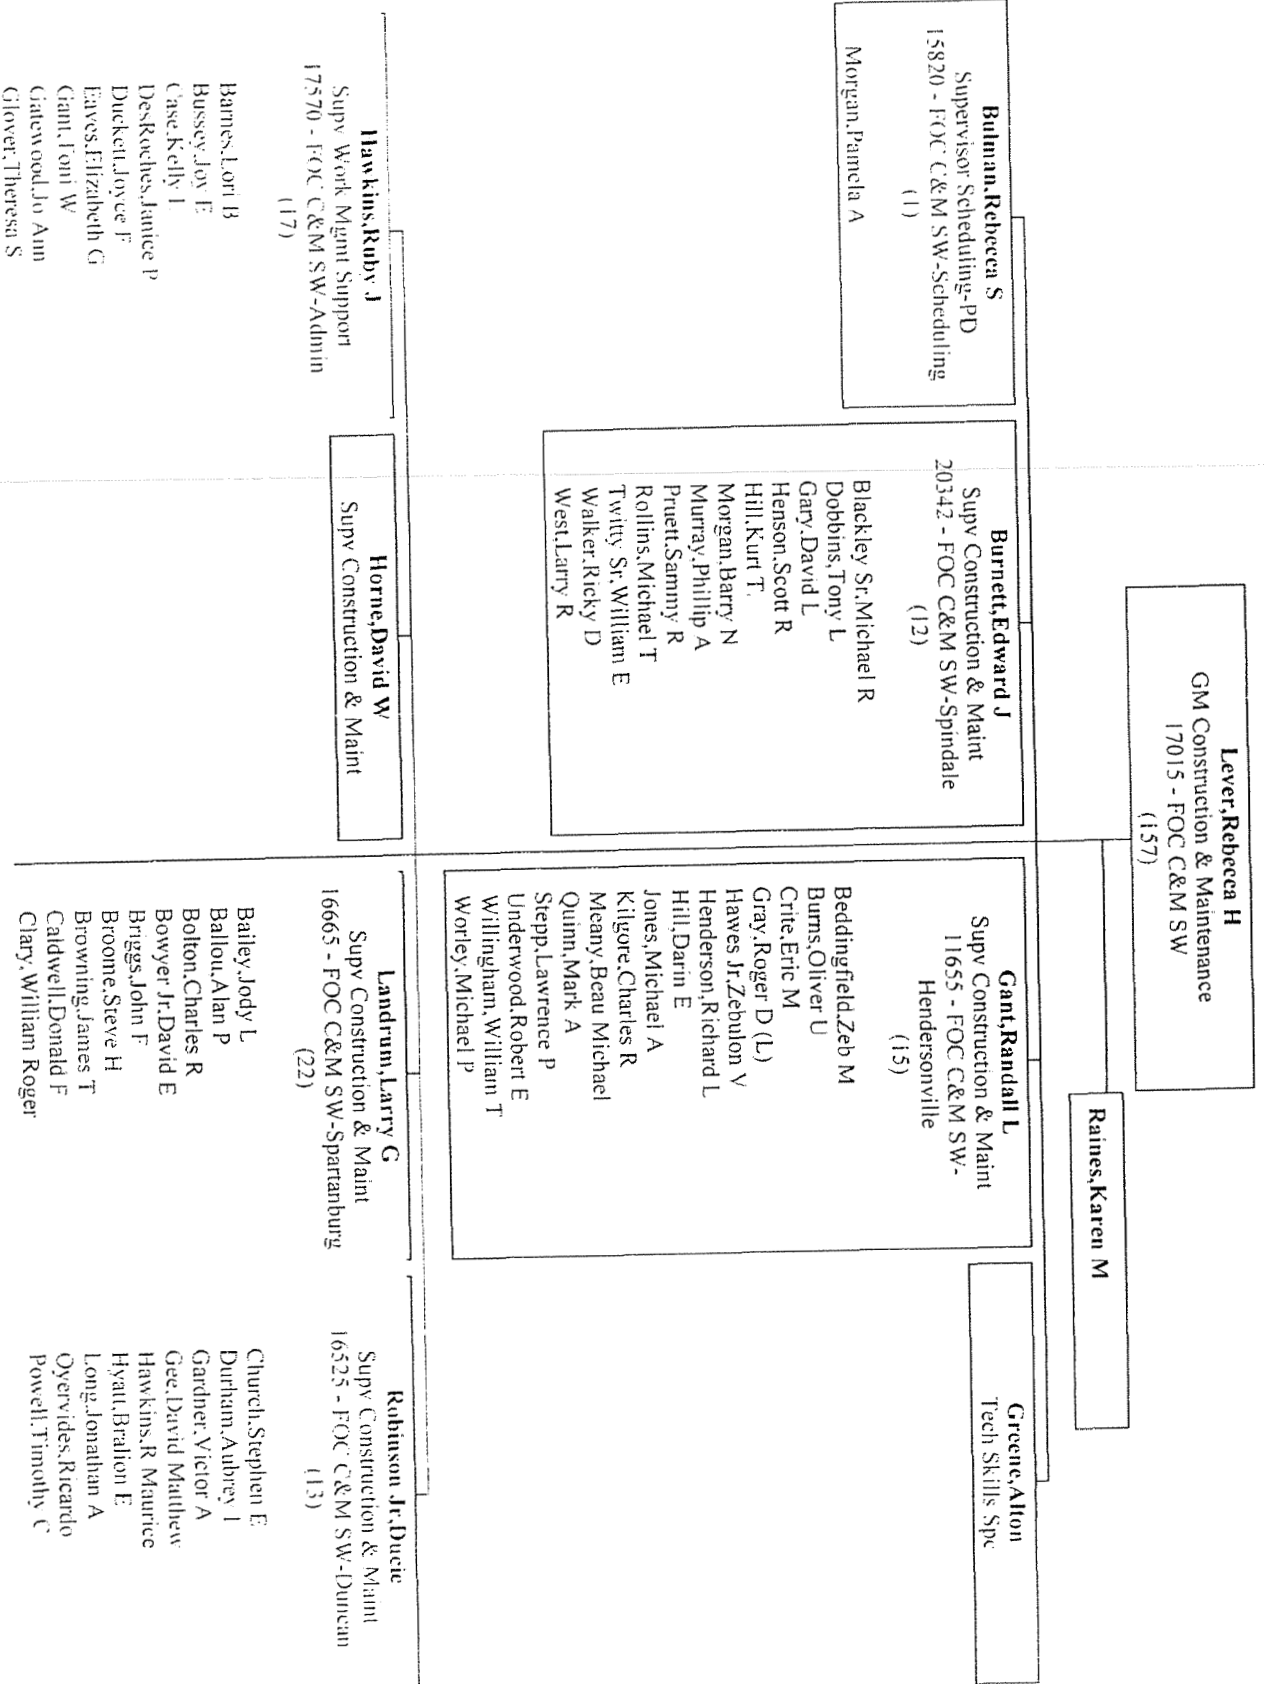 Lever,Rebecca H
GM Construction & Maintenance
17015 - FOC C&M SW
(157)
Raines,Karen M
Bulman,Rebecca S
Supervisor Scheduling-PD
15820 - FOC C&M SW-Scheduling
(1)
Morgan,Pamela A
Burnett,Edward J
Supv Construction & Maint
20342 - FOC C&M SW-Spindale
(12)
Blackley Sr,Michael R
Dobbins,Tony L
Gary,David L
Henson,Scott R
Hill,Kurt T.
Morgan,Barry N
Murray,Phillip A
Pruett,Sammy R
Rollins,Michael T
Twitty Sr,William E
Walker,Ricky D
West,Larry R
Gant,Randall L
Supv Construction & Maint
11655 - FOC C&M SW-
Hendersonville
(15)
Beddingfield,Zeb M
Burns,Oliver U
Crite,Eric M
Gray,Roger D (L)
Hawes Jr,Zebulon V
Henderson,Richard L
Hill,Darin E
Jones,Michael A
Kilgore,Charles R
Meany,Beau Michael
Quinn,Mark A
Stepp,Lawrence P
Underwood,Robert E
Willingham,William T
Worley,Michael P
Greene,Alton
Tech Skills Spc
Hawkins,Ruby J
Supv Work Mgmt Support
17570 - FOC C&M SW-Admin
(17)
Barnes,Lori B
Bussey,Joy E
Case,Kelly L
DesRoches,Janice P
Duckett,Joyce F
Eaves,Elizabeth G
Gant,Toni W
Gatewood,Jo Ann
Glover,Theresa S
Horne,David W
Supv Construction & Maint
Landrum,Larry G
Supv Construction & Maint
16665 - FOC C&M SW-Spartanburg
(22)
Bailey,Jody L
Ballou,Alan P
Bolton,Charles R
Bowyer Jr,David E
Briggs,John F
Broome,Steve H
Browning,James T
Caldwell,Donald F
Clary,William Roger
Robinson Jr,Ducie
Supv Construction & Maint
16525 - FOC C&M SW-Duncan
(13)
Church,Stephen E
Durham,Aubrey I
Gardner,Victor A
Gee,David Matthew
Hawkins,R Maurice
Hyatt,Bralion E
Long,Jonathan A
Oyervides,Ricardo
Powell,Timothy C